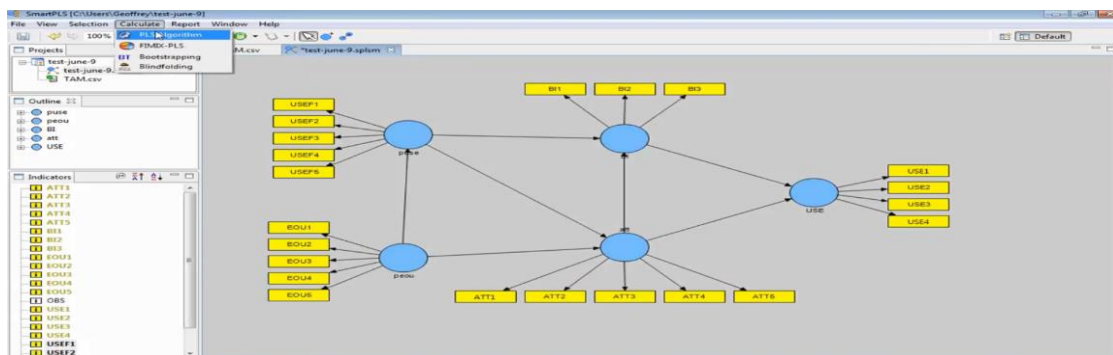 SmartPLS [C:\Users\Geoffrey\test-june-9]
File View Selection Calculate Report Window Help
100%
PLS Algorithm
FIMIX-PLS
BT Bootstrapping
Blindfolding
Default
Projects
test-june-9
test-june-9.
TAM.csv
M.csv
*test-june-9.splsm
Outline
puse
peou
BI
att
USE
Indicators
ATT1
ATT2
ATT3
ATT4
ATT5
BI1
BI2
BI3
EOU1
EOU2
EOU3
EOU4
EOU5
OBS
USE1
USE2
USE3
USE4
USEF1
USEF2
USEF1
USEF2
USEF3
USEF4
puse
BI1 BI2 BI3
USE1
USE2
USE3
USE4
USE
EOU1
EOU2
EOU3
EOU4
peou
att
ATT1 ATT2 ATT3 ATT4